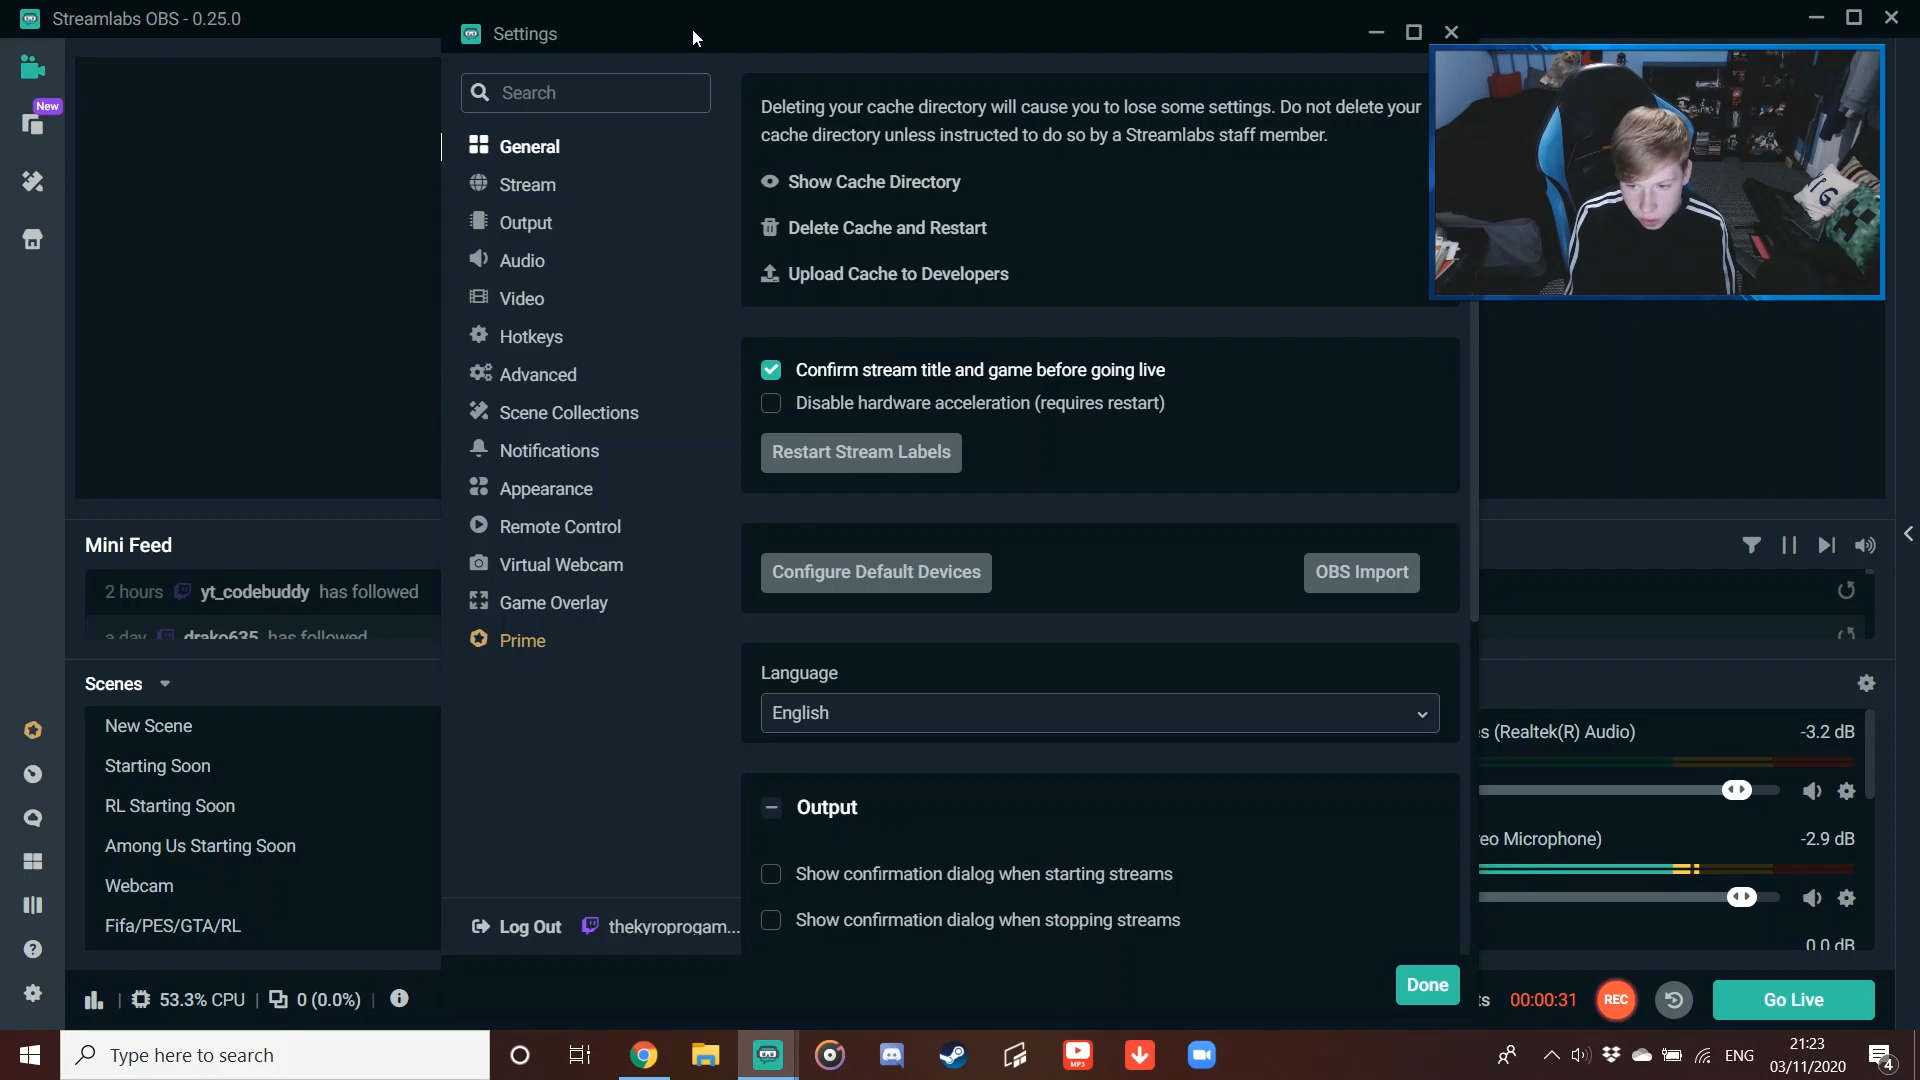 Streamlabs OBS - 0.25.0
Settings
New
Search
General
Stream
Output
Audio
Video
Hotkeys
Advanced
Scene Collections
Notifications
Appearance
Remote Control
Virtual Webcam
Game Overlay
Prime
Log Out
thekyroprogam...
Deleting your cache directory will cause you to lose some settings. Do not delete your
cache directory unless instructed to do so by a Streamlabs staff member.
Show Cache Directory
Delete Cache and Restart
Upload Cache to Developers
Confirm stream title and game before going live
Disable hardware acceleration (requires restart)
Restart Stream Labels
Configure Default Devices
OBS Import
Language
English
Output
Show confirmation dialog when starting streams
Show confirmation dialog when stopping streams
Done
Mini Feed
2 hours yt_codebuddy has followed
a day drako635 has followed
Scenes
New Scene
Starting Soon
RL Starting Soon
Among Us Starting Soon
Webcam
Fifa/PES/GTA/RL
(Realtek(R) Audio) -3.2 dB
Microphone) -2.9 dB
0.0 dB
53.3% CPU
0 (0.0%)
00:00:31
REC
Go Live
Type here to search
MP3
ENG
21:23
03/11/2020
4